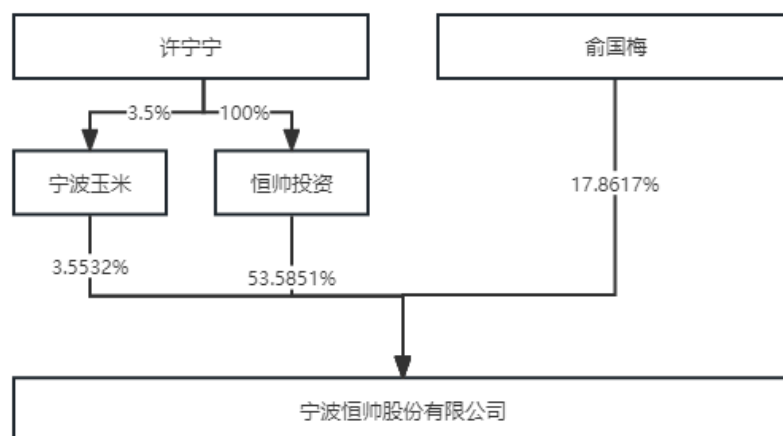 许宁宁
俞国梅
3.5%
100%
宁波玉米
恒帅投资
17.8617%
3.5532%
53.5851%
宁波恒帅股份有限公司